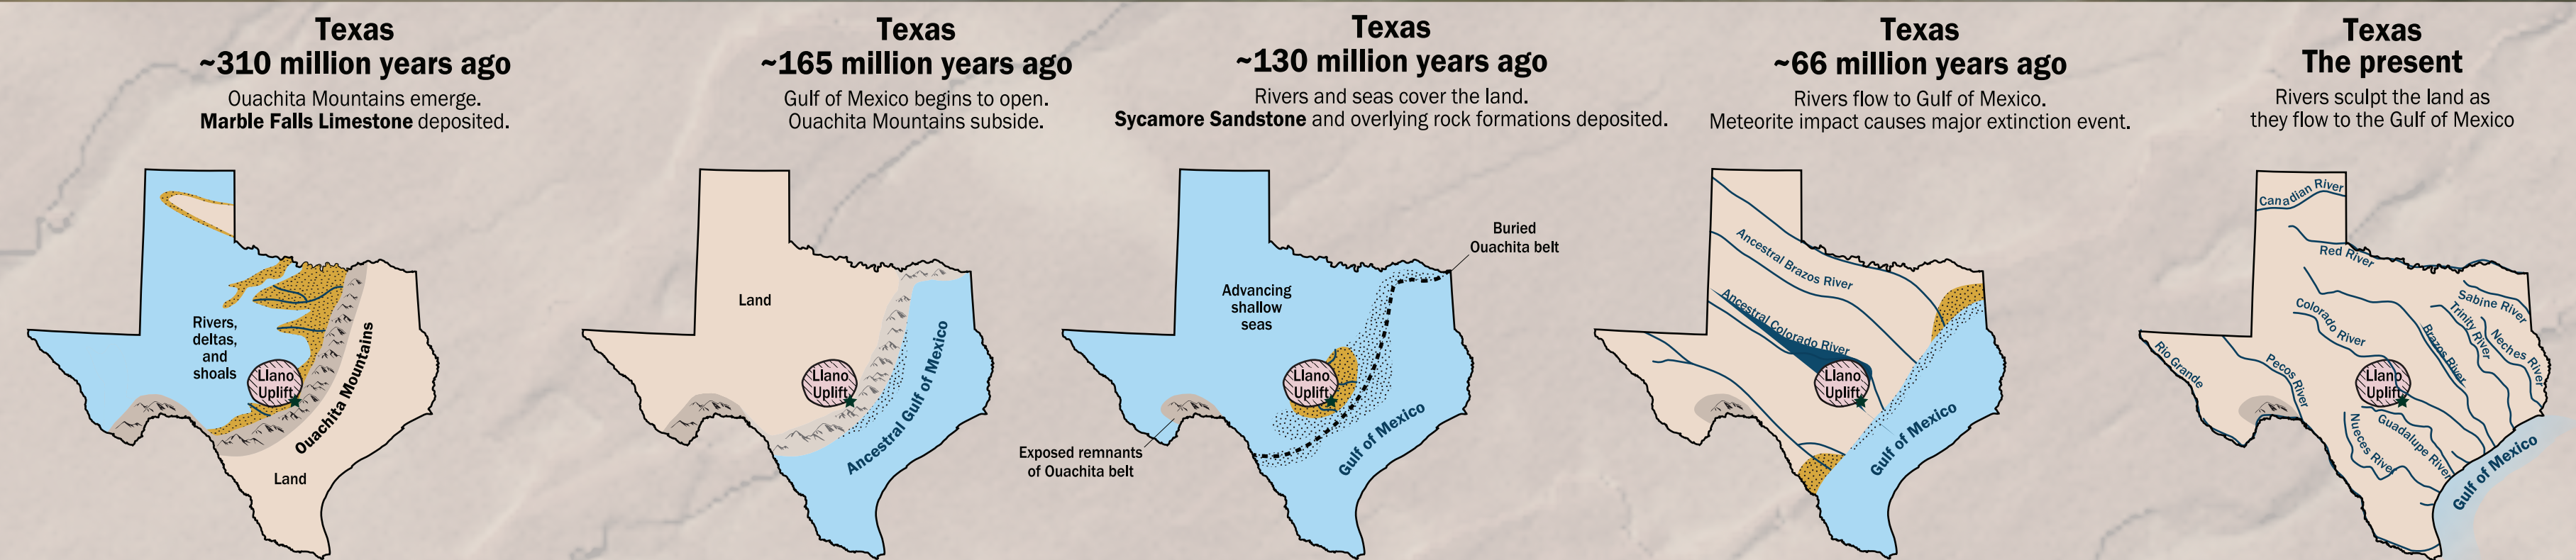 Texas
~310 million years ago
Ouachita Mountains emerge.
Marble Falls Limestone deposited.
Rivers,
deltas,
and
shoals
Llano
Uplift
Ouachita Mountains
Land
Texas
~165 million years ago
Gulf of Mexico begins to open.
Ouachita Mountains subside.
Land
Llano
Uplift
Ancestral Gulf of Mexico
Texas
~130 million years ago
Rivers and seas cover the land.
Sycamore Sandstone and overlying rock formations deposited.
Buried
Ouachita belt
Advancing
shallow
seas
Llano
Uplift
Gulf of Mexico
Exposed remnants
of Ouachita belt
Texas
~66 million years ago
Rivers flow to Gulf of Mexico.
Meteorite impact causes major extinction event.
Ancestral Brazos River
Ancestral Colorado River
Llano
Uplift
Gulf of Mexico
Texas
The present
Rivers sculpt the land as
they flow to the Gulf of Mexico
Canadian River
Red River
Sabine River
Trinity River
Neches River
Colorado River
Brazos River
Rio Grande
Pecos River
Llano
Uplift
Nueces River
Guadalupe River
Gulf of Mexico